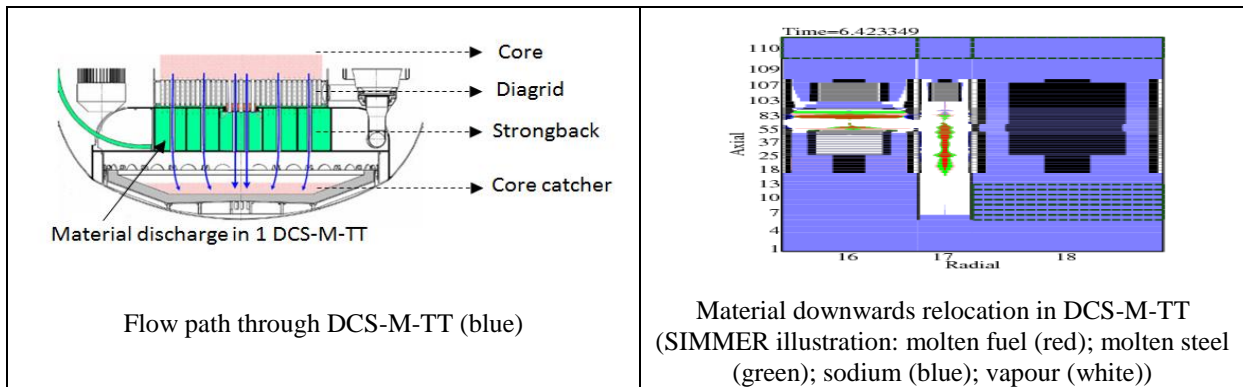 Core
Diagrid
Strongback
Core catcher
Material discharge in 1 DCS-M-TT
Flow path through DCS-M-TT (blue)
Time=6.423349
110
109
107
103
83
55
37
25
18
13
10
7
4
1
Axial
16
17
18
Radial
Material downwards relocation in DCS-M-TT
(SIMMER illustration: molten fuel (red); molten steel
(green); sodium (blue); vapour (white))